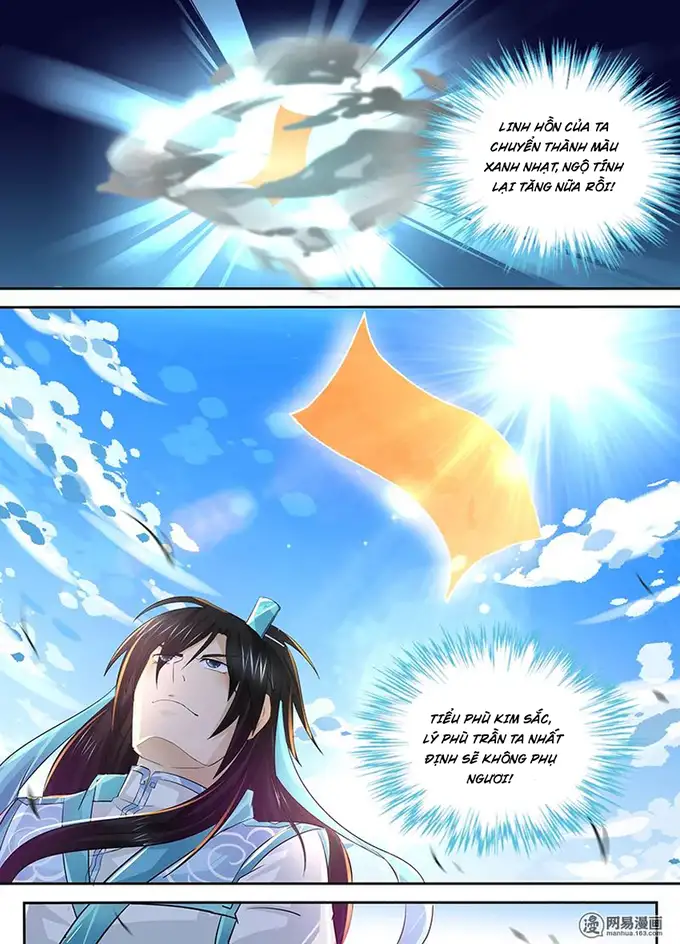 LINH HỒN CỦA TA
CHUYỂN THÀNH MÀU
XANH NHẠT, NGỘ TÍNH
LẠI TĂNG NỮA RỒI!
TIỂU PHÙ KIM SẮC,
LÝ PHÙ TRẦN TA NHẤT
ĐỊNH SẼ KHÔNG PHỤ
NGƯƠI!
漫 网易漫画
manhua.163.com